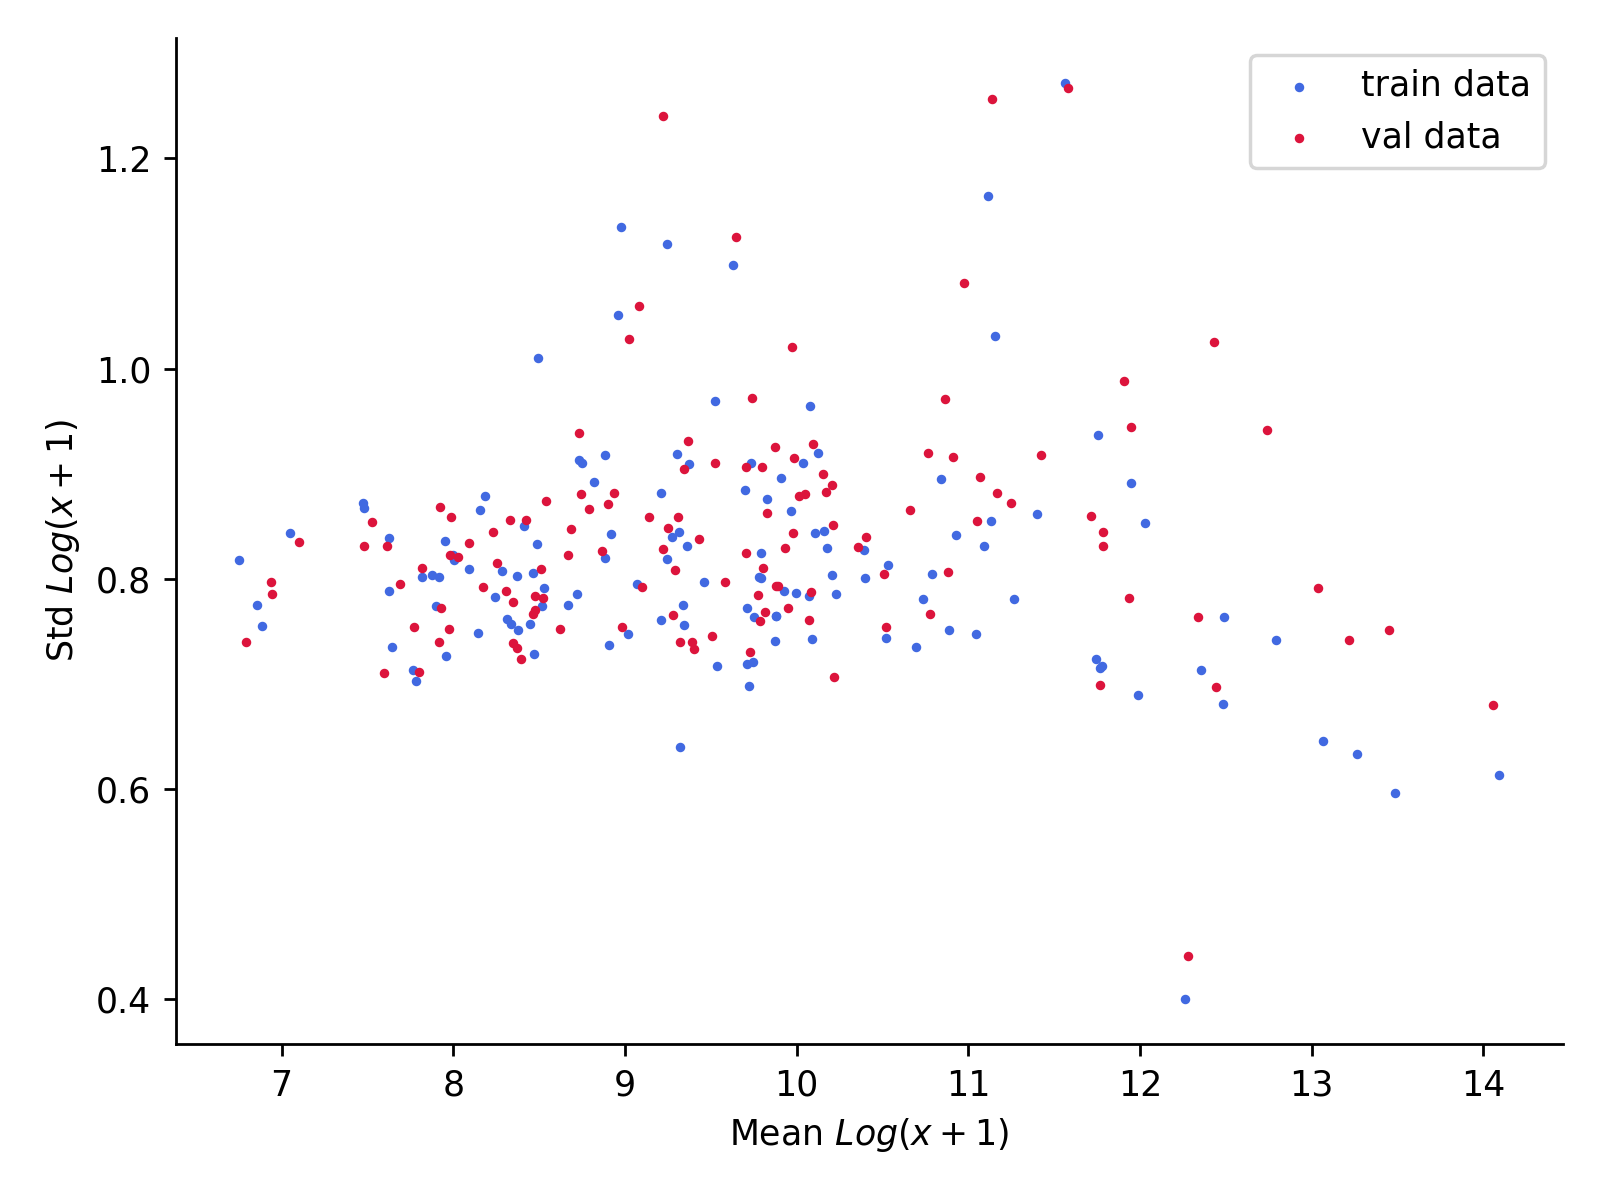 train data
val data
1.2
1.0
0.8
0.6
0.4
Std Log(x + 1)
7 8 9 10 11 12 13 14
Mean Log(x + 1)